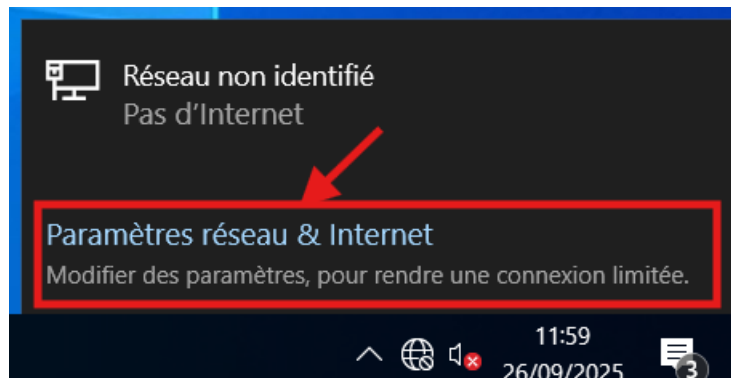 Réseau non identifié
Pas d'Internet
Paramètres réseau & Internet
Modifier des paramètres, pour rendre une connexion limitée.
11:59
26/09/2025
3